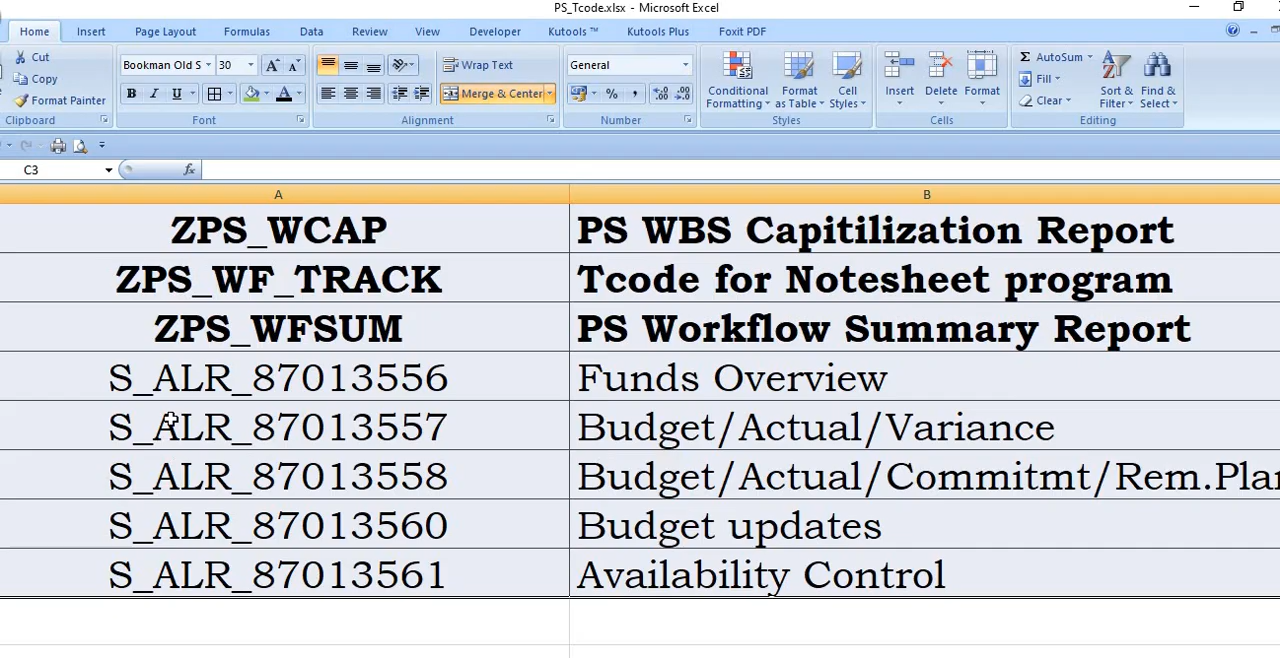 PS_Tcode.xlsx - Microsoft Excel
Home Insert Page Layout Formulas Data Review View Developer Kutools ™ Kutools Plus Foxit PDF
Cut
Copy
Format Painter
Clipboard
Bookman Old S 30
B I U A
Font
Wrap Text
Merge & Center
Alignment
General
% ,
Number
Conditional Formatting
Format as Table
Cell Styles
Styles
Insert Delete Format
Cells
Σ AutoSum
Fill
Clear
Sort & Filter
Find & Select
Editing
C3 fx
A B
ZPS_WCAP PS WBS Capitilization Report
ZPS_WF_TRACK Tcode for Notesheet program
ZPS_WFSUM PS Workflow Summary Report
S_ALR_87013556 Funds Overview
S_ALR_87013557 Budget/Actual/Variance
S_ALR_87013558 Budget/Actual/Commitmt/Rem.Plan
S_ALR_87013560 Budget updates
S_ALR_87013561 Availability Control